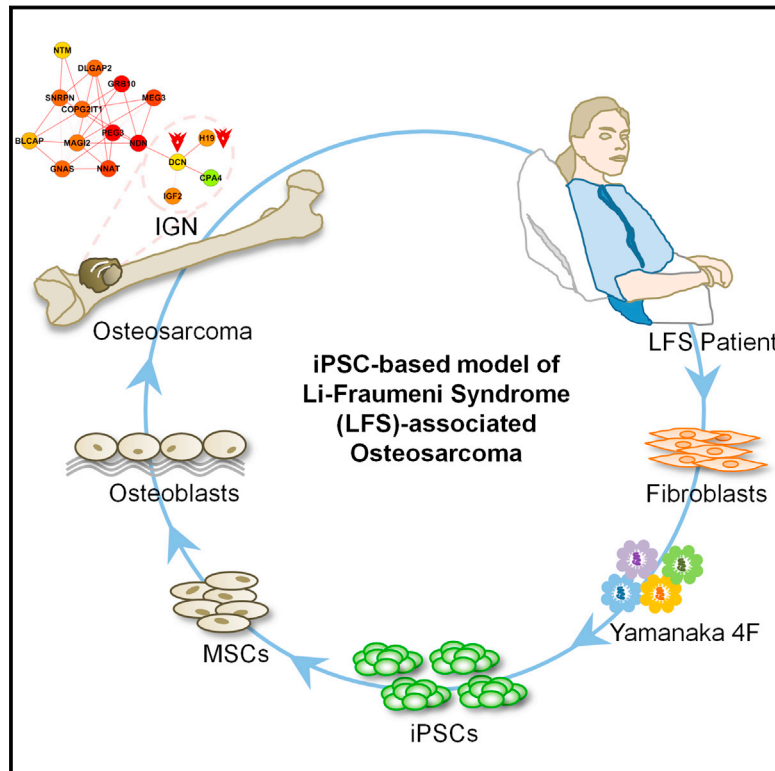 NTM
DLGAP2
GRB10
SNRPN
MEG3
COPG2IT1
PEG3
BLCAP
MAGI2
NDN
H19
DCN
GNAS
NNAT
CPA4
IGF2
IGN
Osteosarcoma
LFS Patient
iPSC-based model of
Li-Fraumeni Syndrome
(LFS)-associated
Osteosarcoma
Osteoblasts
Fibroblasts
MSCs
Yamanaka 4F
iPSCs